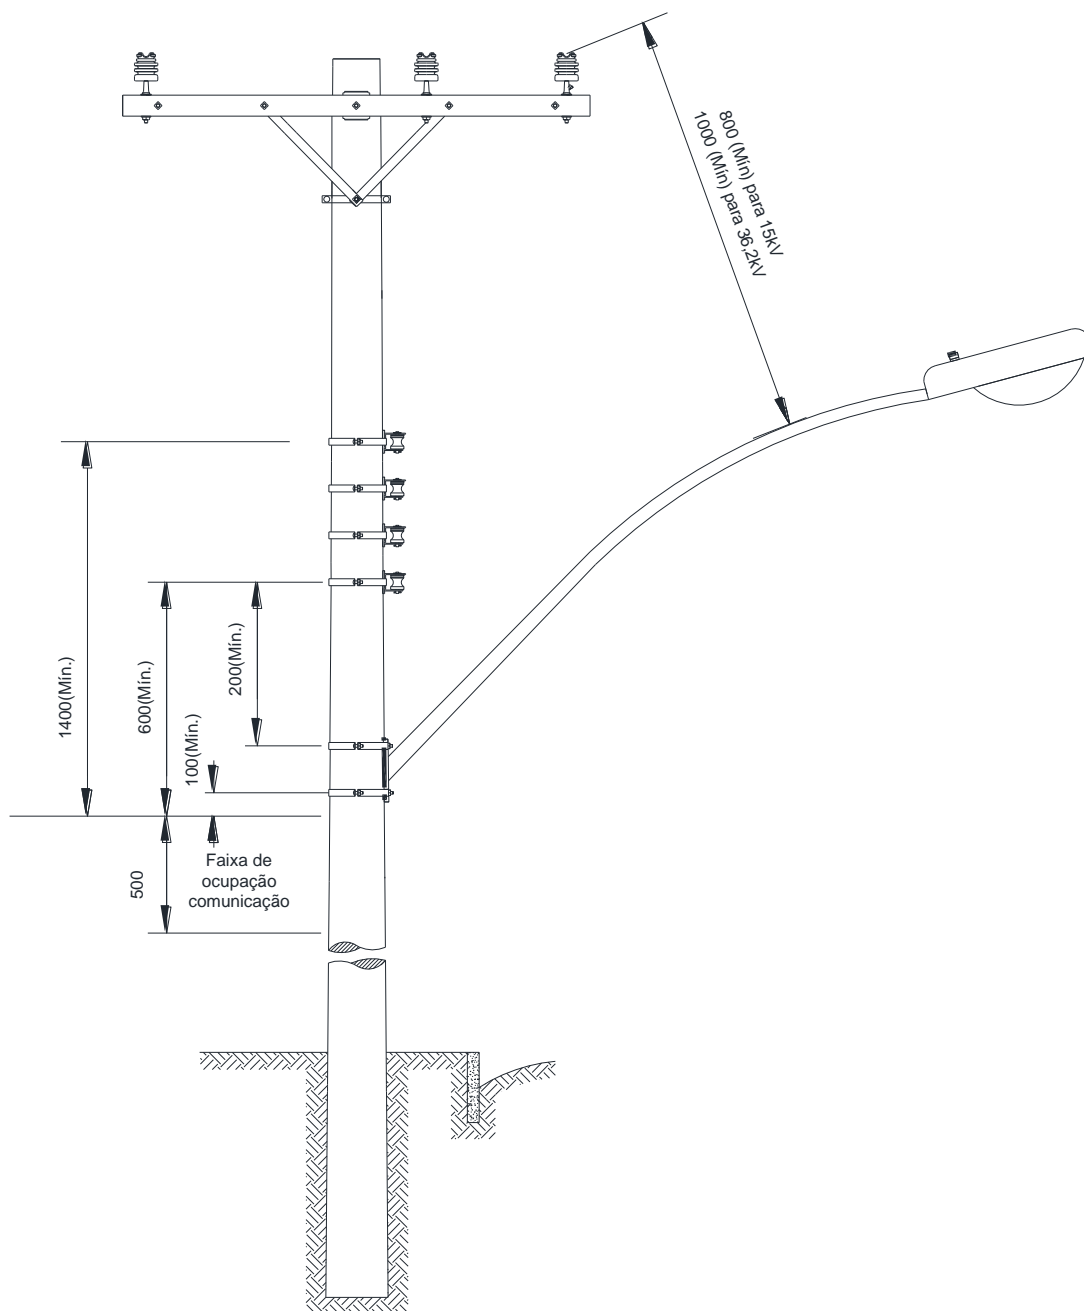 800 (Mín) para 15kV
1000 (Mín) para 36,2kV
1400(Mín.)
600(Mín.)
200(Mín.)
100(Mín.)
500
Faixa de
ocupação
comunicação